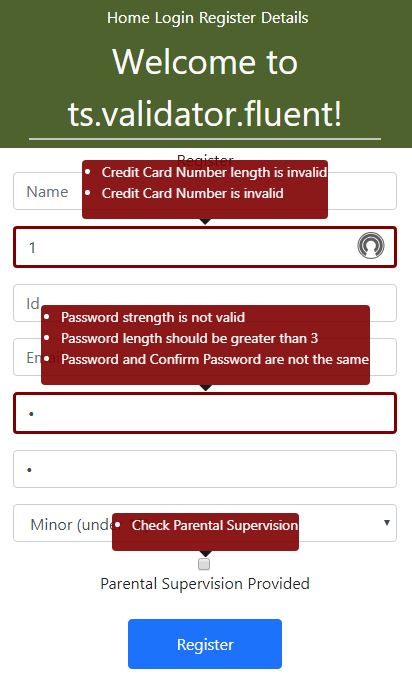 Home Login Register Details
Welcome to
ts.validator.fluent!
Register
Credit Card Number length is invalid
Credit Card Number is invalid
Name
1
Id
Password strength is not valid
Password length should be greater than 3
Password and Confirm Password are not the same
•
•
Minor (unde
Check Parental Supervision
Parental Supervision Provided
Register